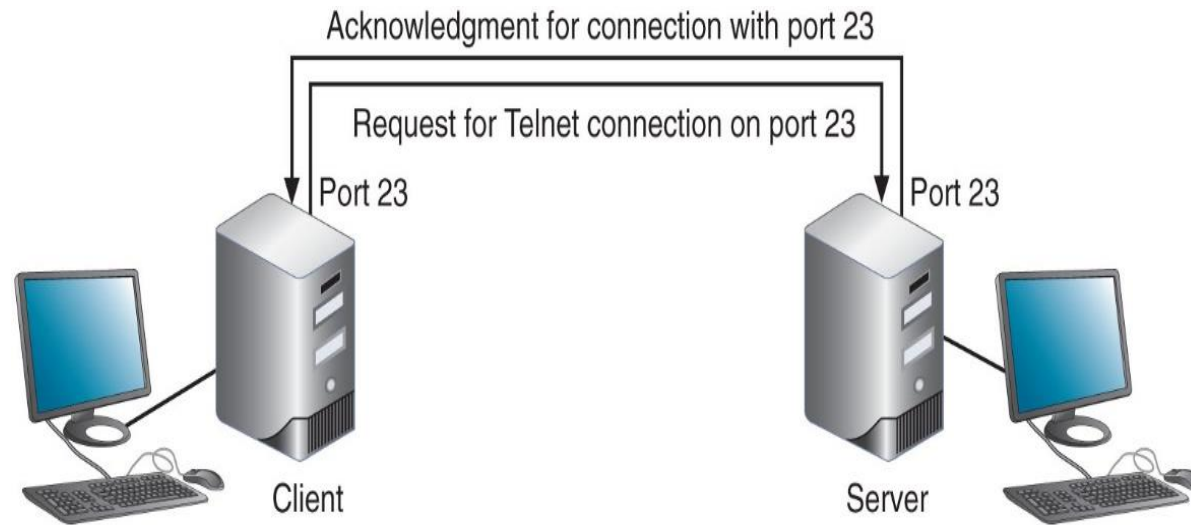 Acknowledgment for connection with port 23
Request for Telnet connection on port 23
Port 23
Port 23
Client
Server